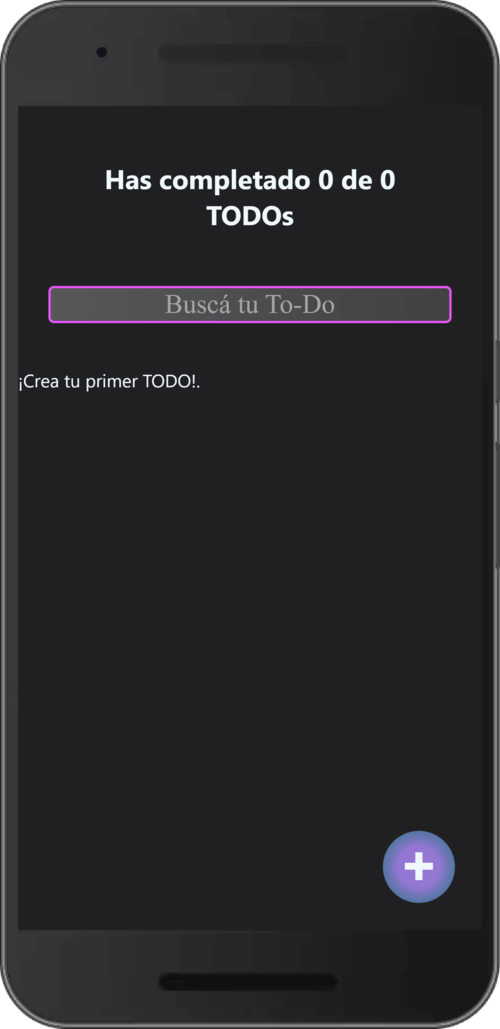 Has completado 0 de 0
TODOs
Buscá tu To-Do
¡Crea tu primer TODO!.